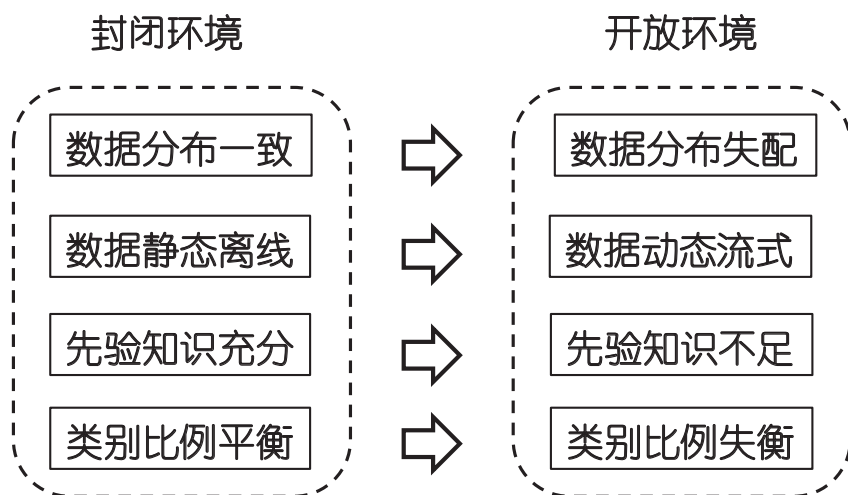 封闭环境 开放环境
数据分布一致 数据分布失配
数据静态离线 数据动态流式
先验知识充分 先验知识不足
类别比例平衡 类别比例失衡